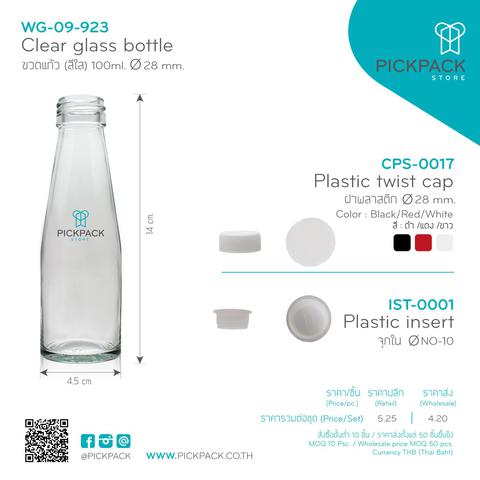 WG-09-923
Clear glass bottle
ขวดแก้ว (สีใส) 100ml. Ø 28 mm.
PICKPACK
STORE
14 cm.
PICKPACK
STORE
4.5 cm.
CPS-0017
Plastic twist cap
ฝาพลาสติก Ø 28 mm.
Color : Black/Red/White
สี : ดำ /แดง /ขาว
IST-0001
Plastic insert
จุกใน ØNO-10
ราคา/ชิ้น ราคาปลีก ราคาส่ง
(Price/pc.) (Retail) (Wholesale)
ราคารวมต่อชุด (Price/Set) 5.25 4.20
สั่งซื้อขั้นต่ำ 10 ชิ้น / ราคาส่งตั้งแต่ 50 ชิ้นขึ้นไป
MOQ 10 Psc. / Wholesale price MOQ 50 pcs.
Currency THB (Thai Baht)
@PICKPACK
WWW.PICKPACK.CO.TH